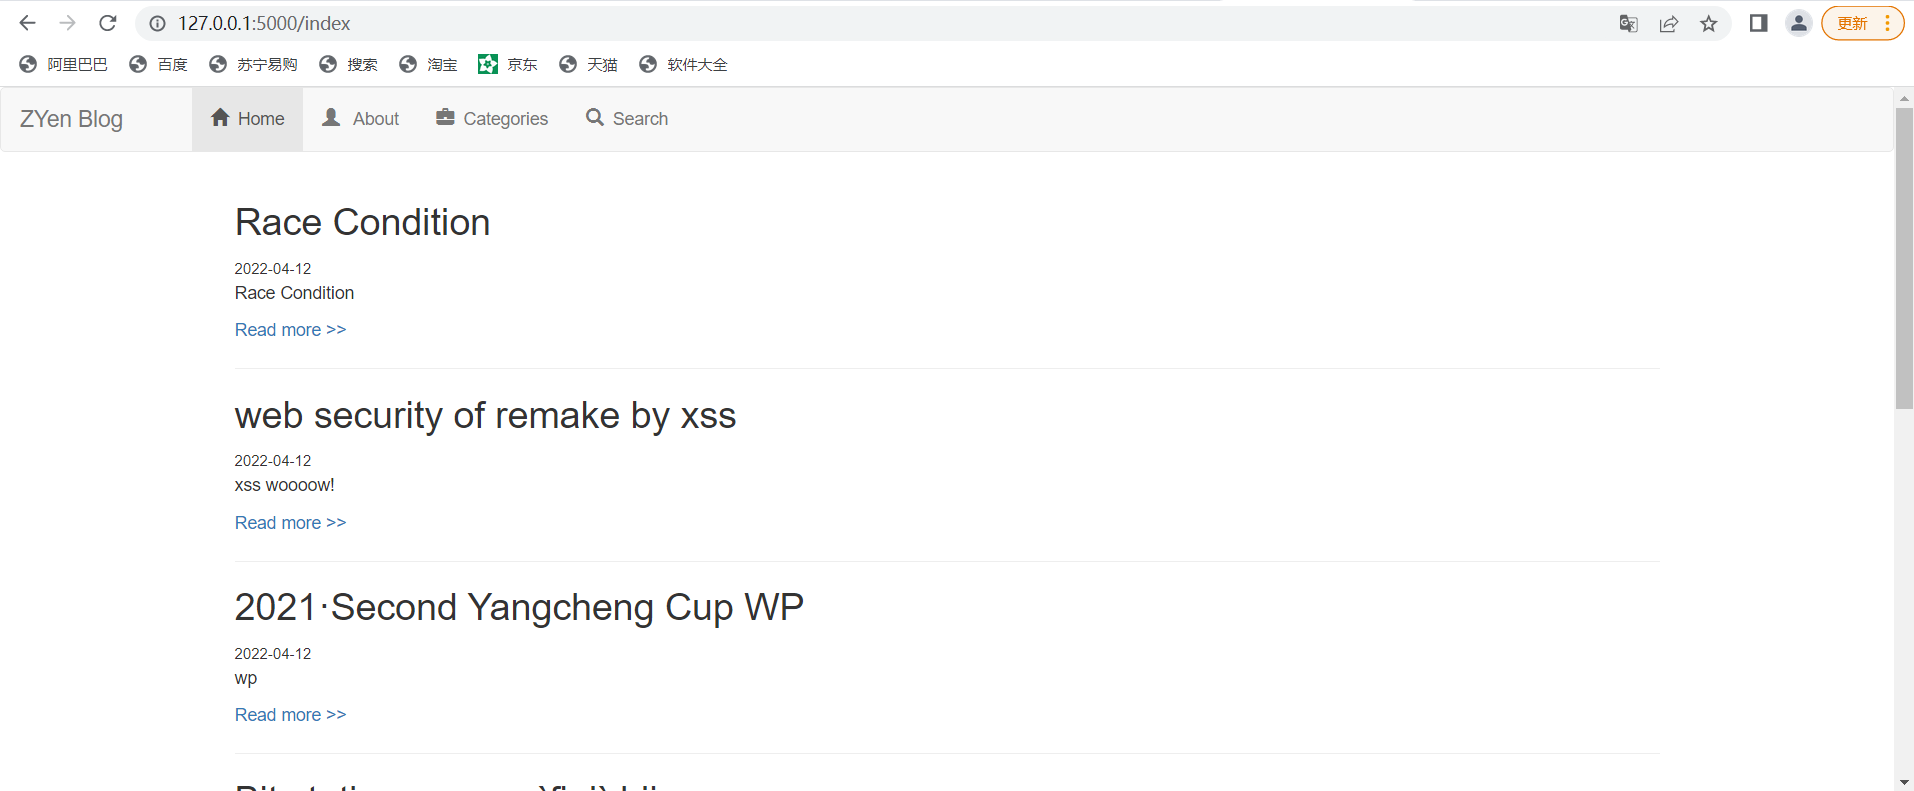 127.0.0.1:5000/index
更新
阿里巴巴 百度 苏宁易购 搜索 淘宝 京东 天猫 软件大全
ZYen Blog Home About Categories Search
Race Condition
2022-04-12
Race Condition
Read more >>
web security of remake by xss
2022-04-12
xss woooow!
Read more >>
2021·Second Yangcheng Cup WP
2022-04-12
wp
Read more >>